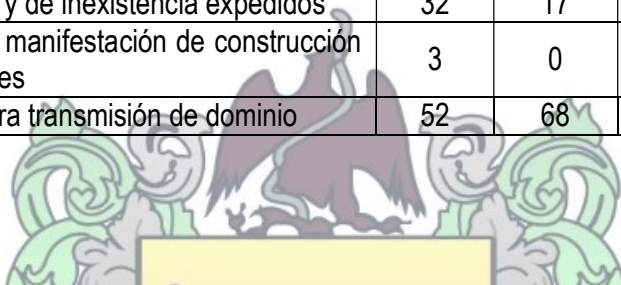 y de inexistencia expedidos 32 17
manifestación de construcción
es 3 0
ra transmisión de dominio 52 68